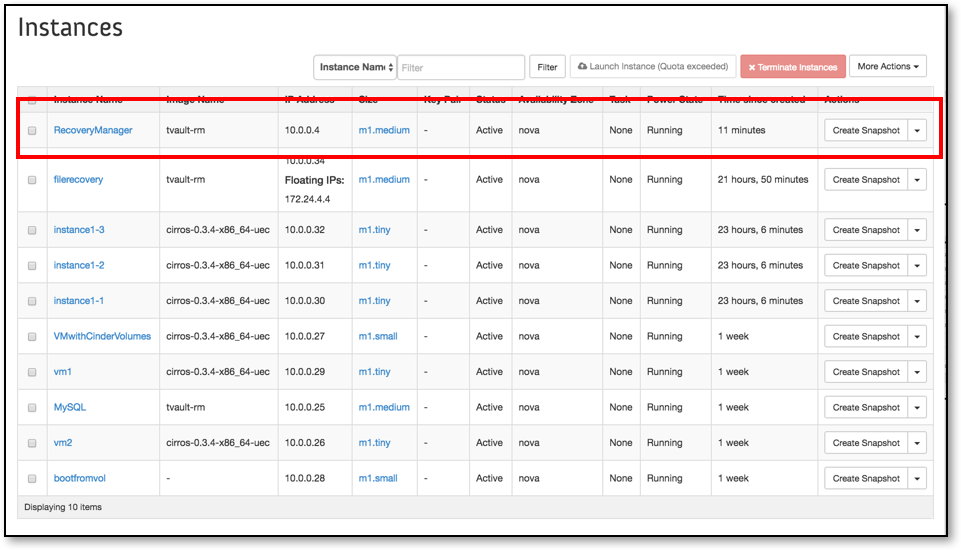 Instances
Instance Name Filter Filter Launch Instance (Quota exceeded) Terminate Instances More Actions
Instance Name Image Name IP Address Size Key Pair Status Availability Zone Task Power State Time since created Actions
RecoveryManager tvault-rm 10.0.0.4 m1.medium - Active nova None Running 11 minutes Create Snapshot
10.0.0.34
filerecovery tvault-rm Floating IPs: m1.medium - Active nova None Running 21 hours, 50 minutes Create Snapshot
172.24.4.4
instance1-3 cirros-0.3.4-x86_64-uec 10.0.0.32 m1.tiny - Active nova None Running 23 hours, 6 minutes Create Snapshot
instance1-2 cirros-0.3.4-x86_64-uec 10.0.0.31 m1.tiny - Active nova None Running 23 hours, 6 minutes Create Snapshot
instance1-1 cirros-0.3.4-x86_64-uec 10.0.0.30 m1.tiny - Active nova None Running 23 hours, 6 minutes Create Snapshot
VMwithCinderVolumes cirros-0.3.4-x86_64-uec 10.0.0.27 m1.small - Active nova None Running 1 week Create Snapshot
vm1 cirros-0.3.4-x86_64-uec 10.0.0.29 m1.tiny - Active nova None Running 1 week Create Snapshot
MySQL tvault-rm 10.0.0.25 m1.medium - Active nova None Running 1 week Create Snapshot
vm2 cirros-0.3.4-x86_64-uec 10.0.0.26 m1.tiny - Active nova None Running 1 week Create Snapshot
bootfromvol - 10.0.0.28 m1.small - Active nova None Running 1 week Create Snapshot
Displaying 10 items